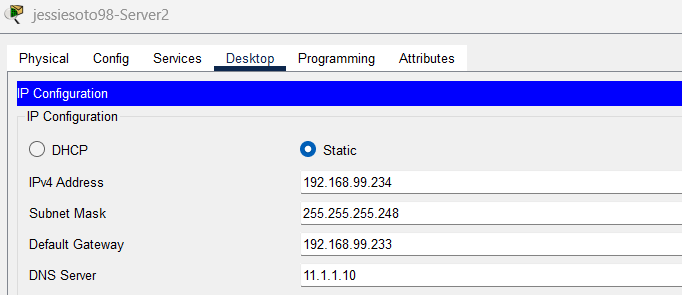 jessiesoto98-Server2
Physical Config Services Desktop Programming Attributes
IP Configuration
IP Configuration
DHCP Static
IPv4 Address 192.168.99.234
Subnet Mask 255.255.255.248
Default Gateway 192.168.99.233
DNS Server 11.1.1.10